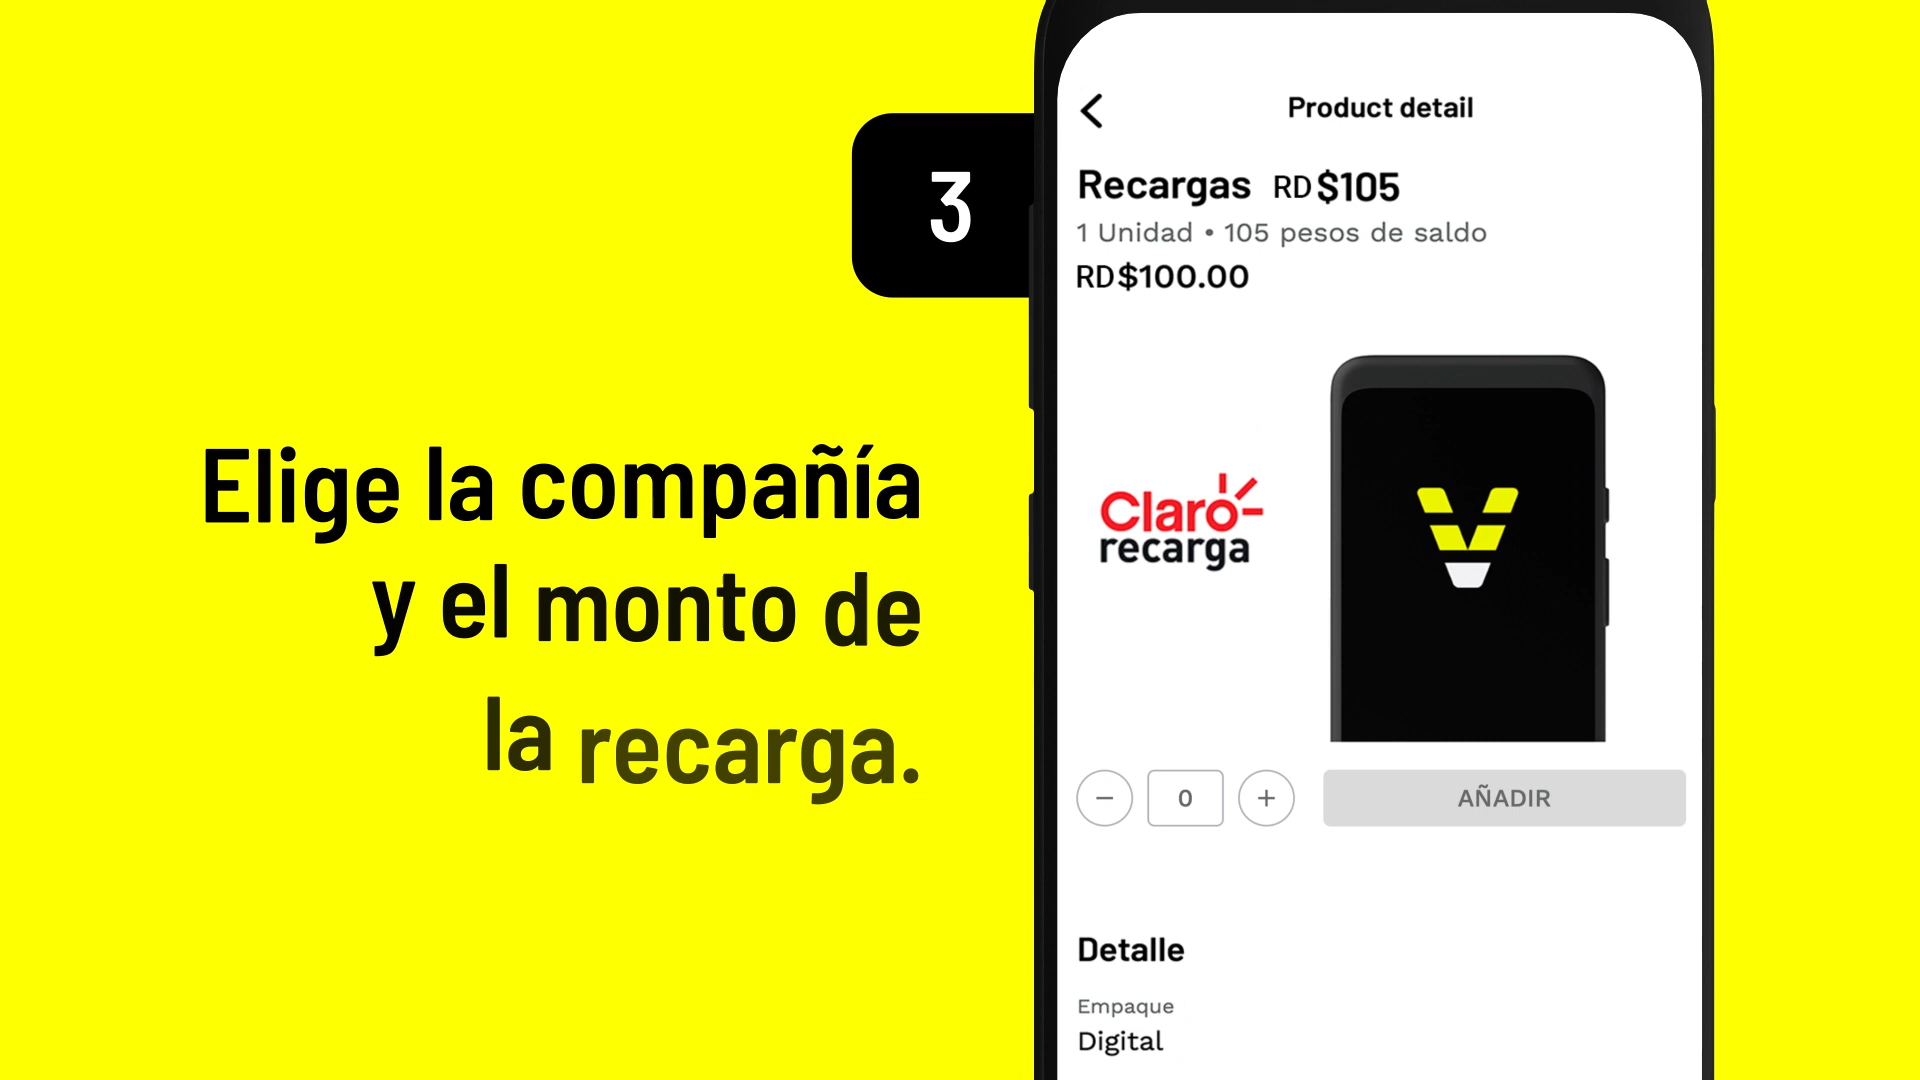 3
Elige la compañía
y el monto de
la recarga.
Product detail
Recargas RD$105
1 Unidad • 105 pesos de saldo
RD$100.00
Claro
recarga
− 0 + AÑADIR
Detalle
Empaque
Digital